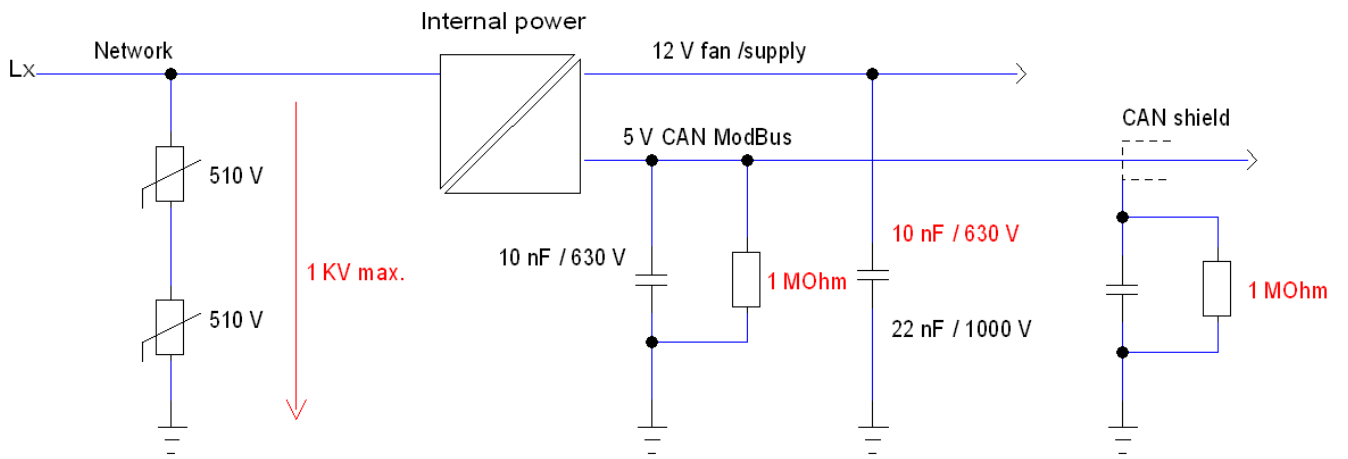 Internal power
Lx
Network
12 V fan /supply
CAN shield
5 V CAN ModBus
510 V
10 nF / 630 V
10 nF / 630 V
1 KV max.
1 MOhm
1 MOhm
510 V
22 nF / 1000 V